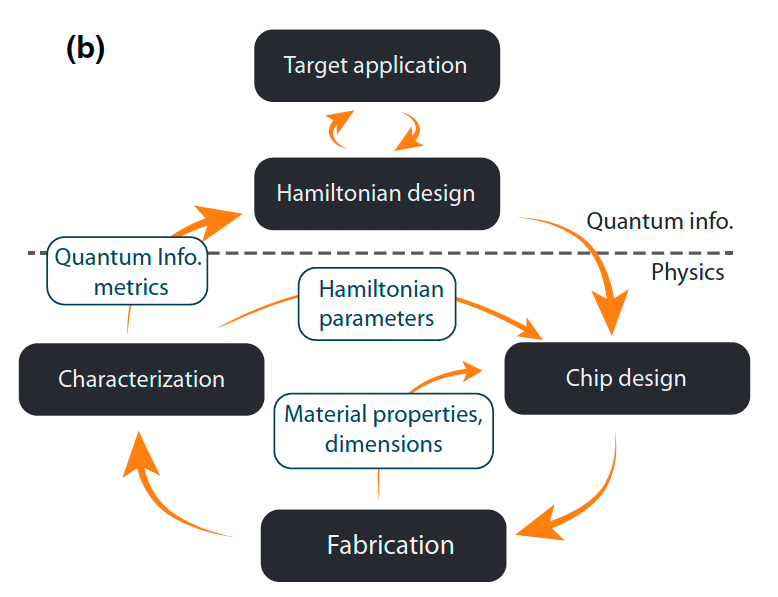 (b)
Target application
Hamiltonian design
Quantum info.
Quantum Info.
metrics
Physics
Hamiltonian
parameters
Characterization
Chip design
Material properties,
dimensions
Fabrication